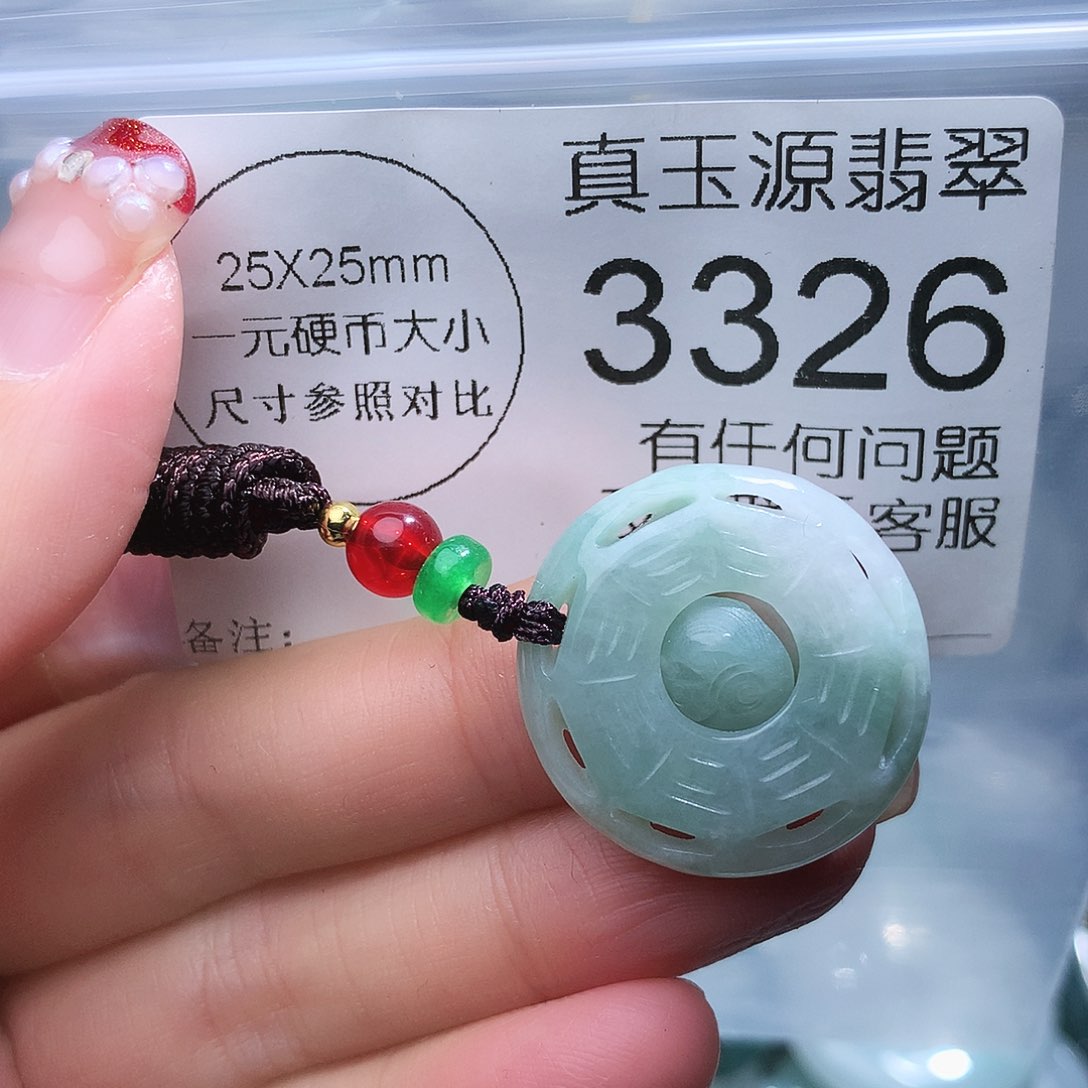 真玉源翡翠
25X25mm
3326
一元硬币大小
尺寸参照对比
有任何问题
客服
备注: